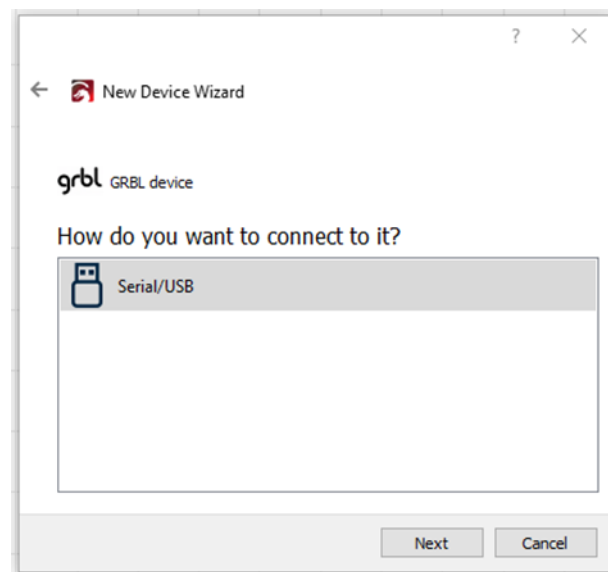 ?
New Device Wizard
grbl GRBL device
How do you want to connect to it?
Serial/USB
Next Cancel